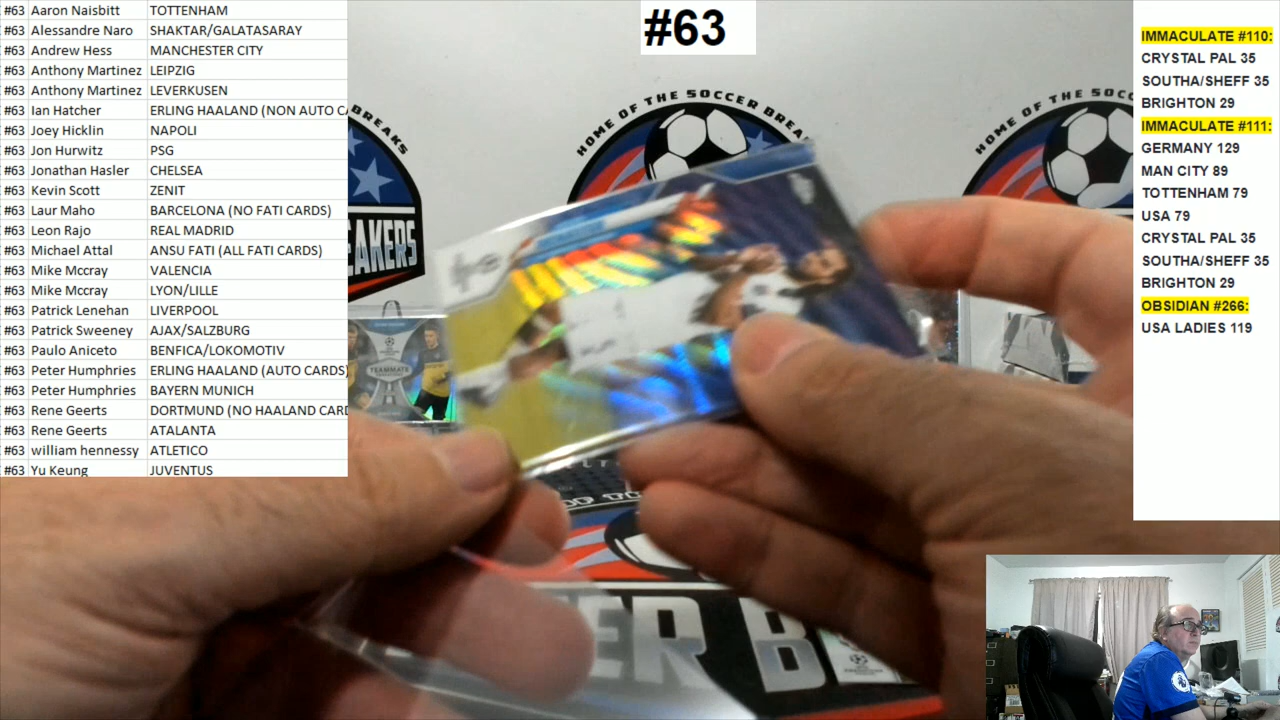 #63 Aaron Naisbitt TOTTENHAM
#63 Alessandre Naro SHAKTAR/GALATASARAY
#63 Andrew Hess MANCHESTER CITY
#63 Anthony Martinez LEIPZIG
#63 Anthony Martinez LEVERKUSEN
#63 Ian Hatcher ERLING HAALAND (NON AUTO CA
#63 Joey Hicklin NAPOLI
#63 Jon Hurwitz PSG
#63 Jonathan Hasler CHELSEA
#63 Kevin Scott ZENIT
#63 Laur Maho BARCELONA (NO FATI CARDS)
#63 Leon Rajo REAL MADRID
#63 Michael Attal ANSU FATI (ALL FATI CARDS)
#63 Mike Mccray VALENCIA
#63 Mike Mccray LYON/LILLE
#63 Patrick Lenehan LIVERPOOL
#63 Patrick Sweeney AJAX/SALZBURG
#63 Paulo Aniceto BENFICA/LOKOMOTIV
#63 Peter Humphries ERLING HAALAND (AUTO CARDS)
#63 Peter Humphries BAYERN MUNICH
#63 Rene Geerts DORTMUND (NO HAALAND CARD
#63 Rene Geerts ATALANTA
#63 william hennessy ATLETICO
#63 Yu Keung JUVENTUS
#63
BREAKS
AKERS
HOME OF THE SOCCER BREAKS
HOME OF THE SOCCER
TEAMMATE
IMMACULATE #110:
CRYSTAL PAL 35
SOUTHA/SHEFF 35
BRIGHTON 29
IMMACULATE #111:
GERMANY 129
MAN CITY 89
TOTTENHAM 79
USA 79
CRYSTAL PAL 35
SOUTHA/SHEFF 35
BRIGHTON 29
OBSIDIAN #266:
USA LADIES 119